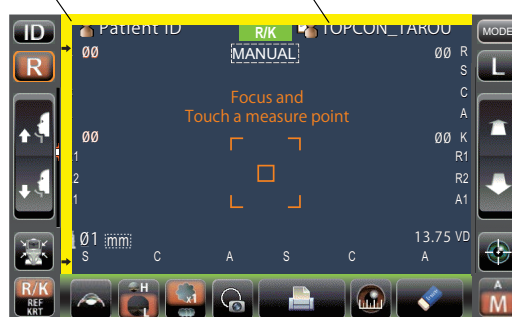 ID Patient ID R/K TOPCON_TAROU MODE
R 00 MANUAL 00 R L
S
Focus and C
Touch a measure point A
00 00 K
1 R1
2 R2
1 A1
01 mm 13.75 VD
S C A S C A
R/K
REF
KRT
H
L
x1
A
M